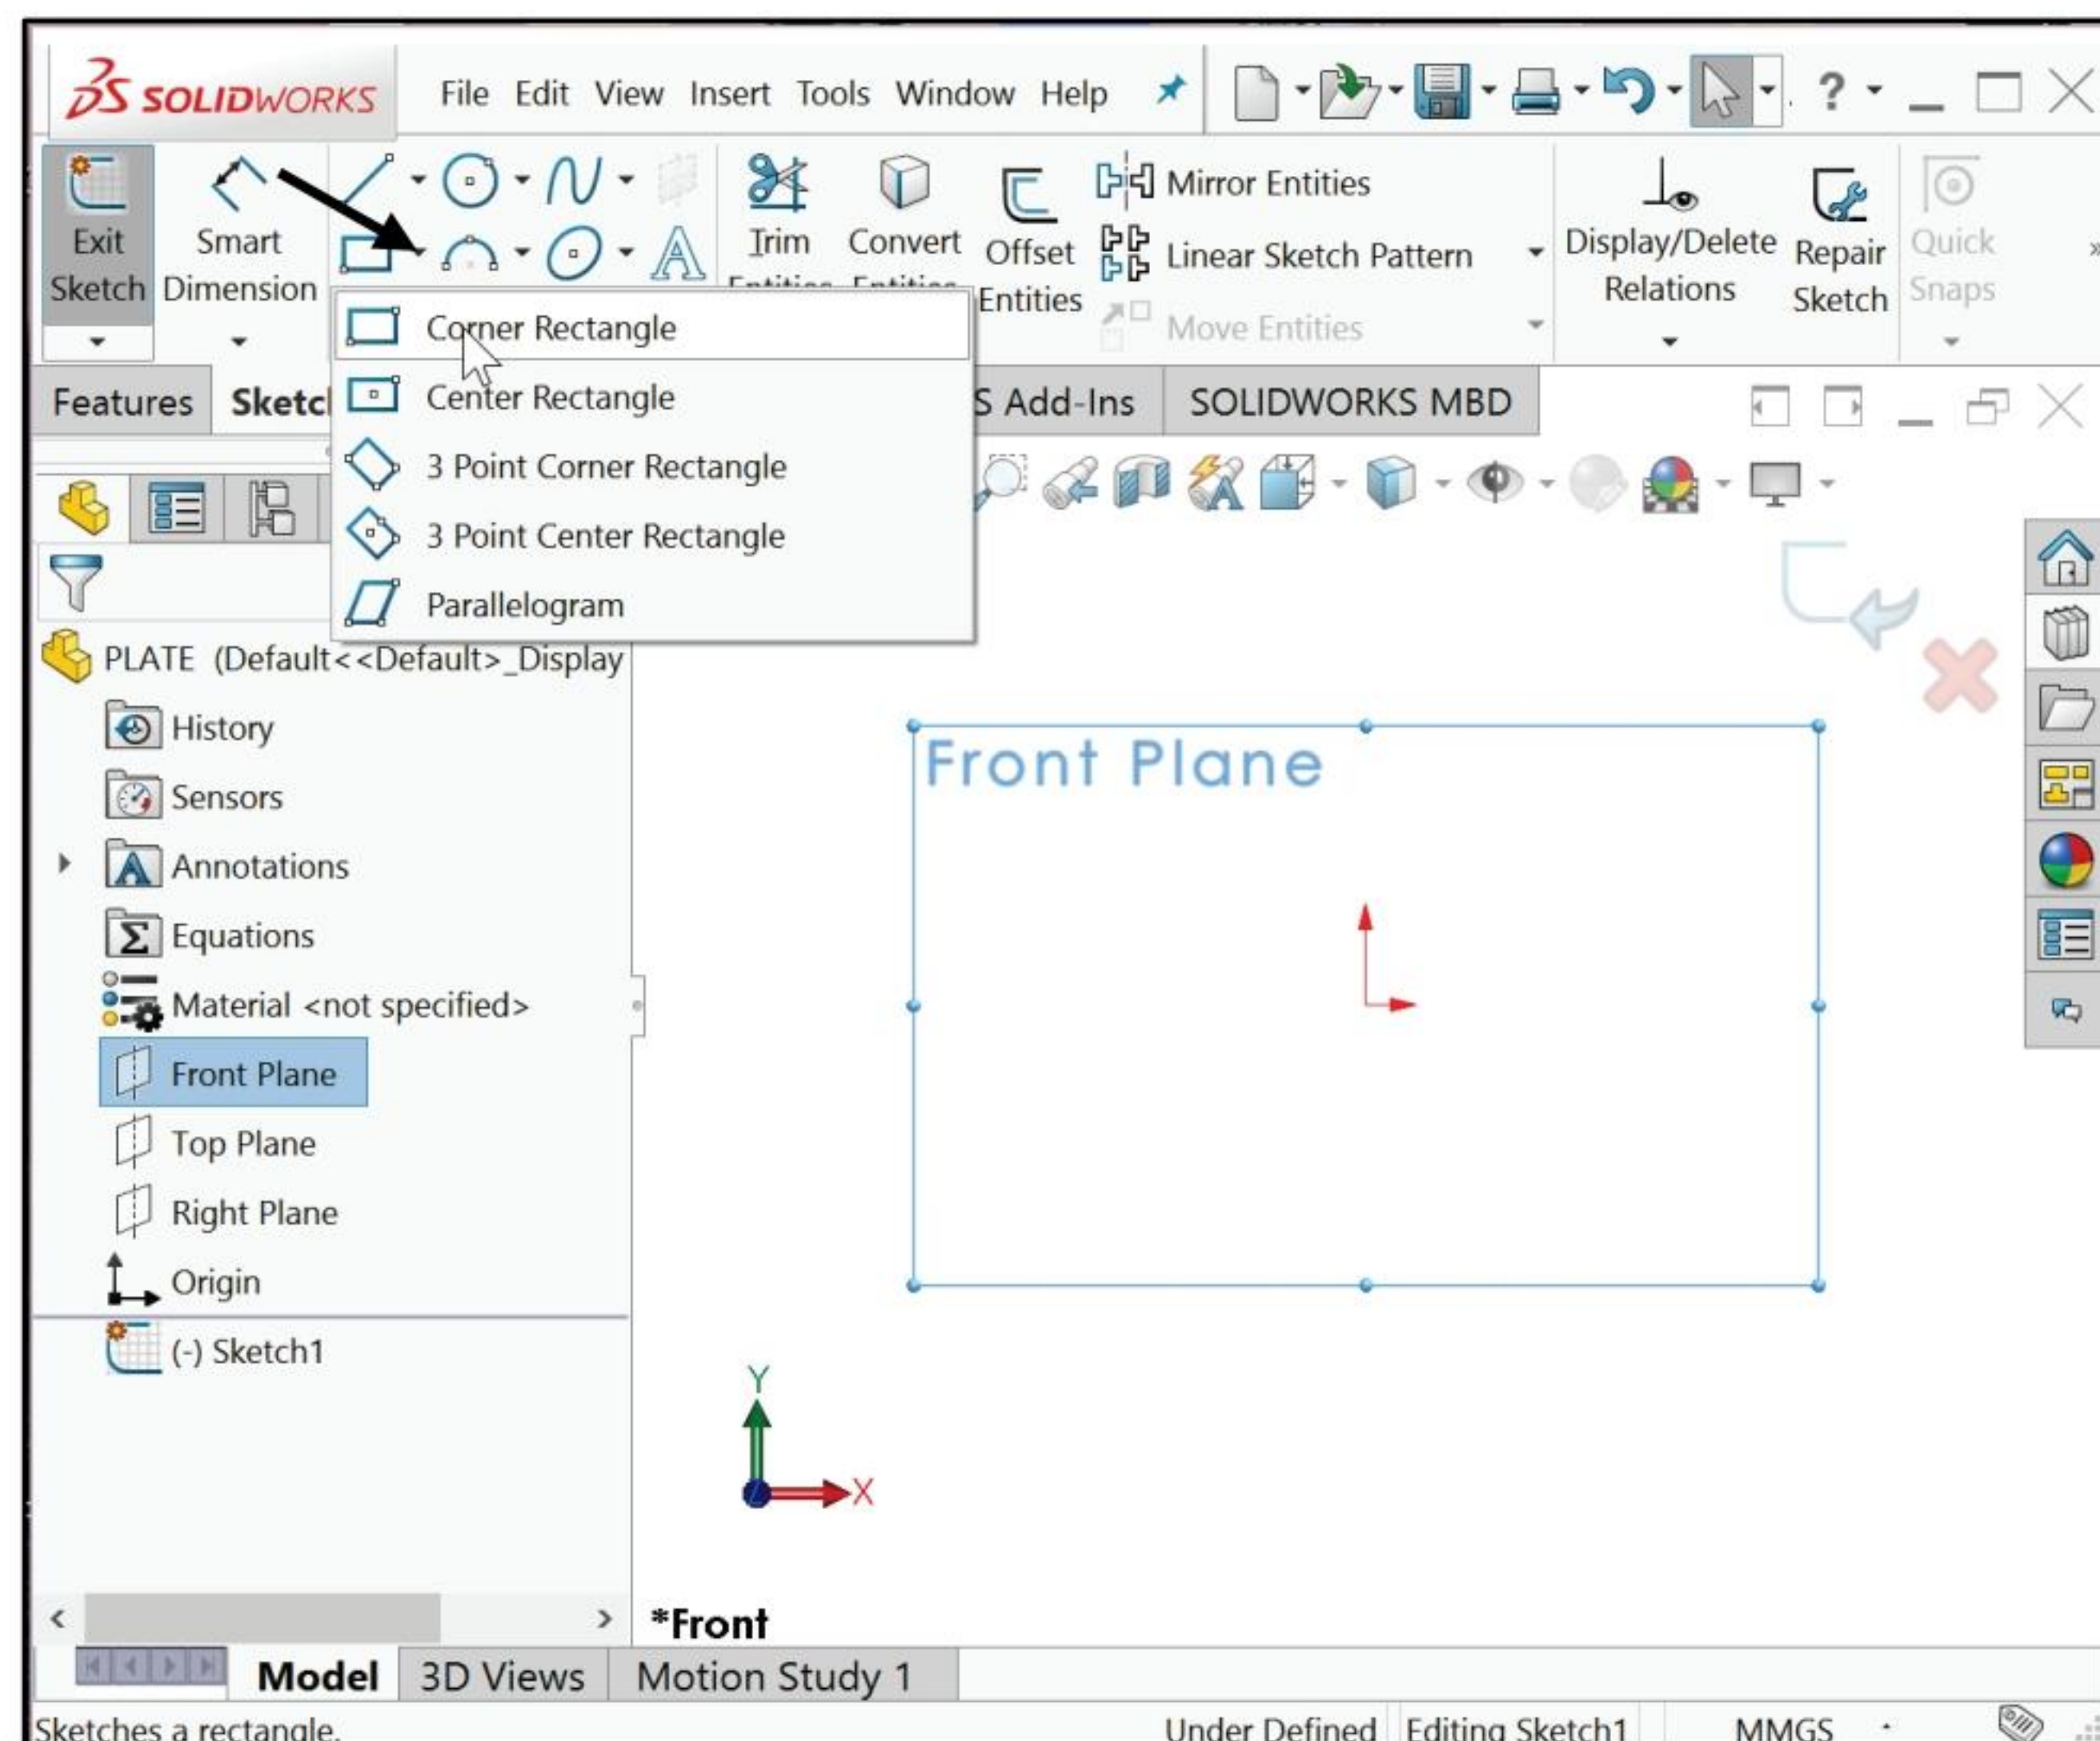 SOLIDWORKS File Edit View Insert Tools Window Help ?
Exit Sketch
Smart Dimension
Trim Entities
Convert Entities
Offset Entities
Mirror Entities
Linear Sketch Pattern
Move Entities
Display/Delete Relations
Repair Sketch
Quick Snaps
»
Corner Rectangle
Center Rectangle
3 Point Corner Rectangle
3 Point Center Rectangle
Parallelogram
Features
Sketc
S Add-Ins
SOLIDWORKS MBD
PLATE (Default<<Default>_Display
History
Sensors
Annotations
Equations
Material <not specified>
Front Plane
Top Plane
Right Plane
Origin
(-) Sketch1
Front Plane
Y
X
Z
*Front
Model
3D Views
Motion Study 1
Sketches a rectangle.
Under Defined
Editing Sketch1
MMGS